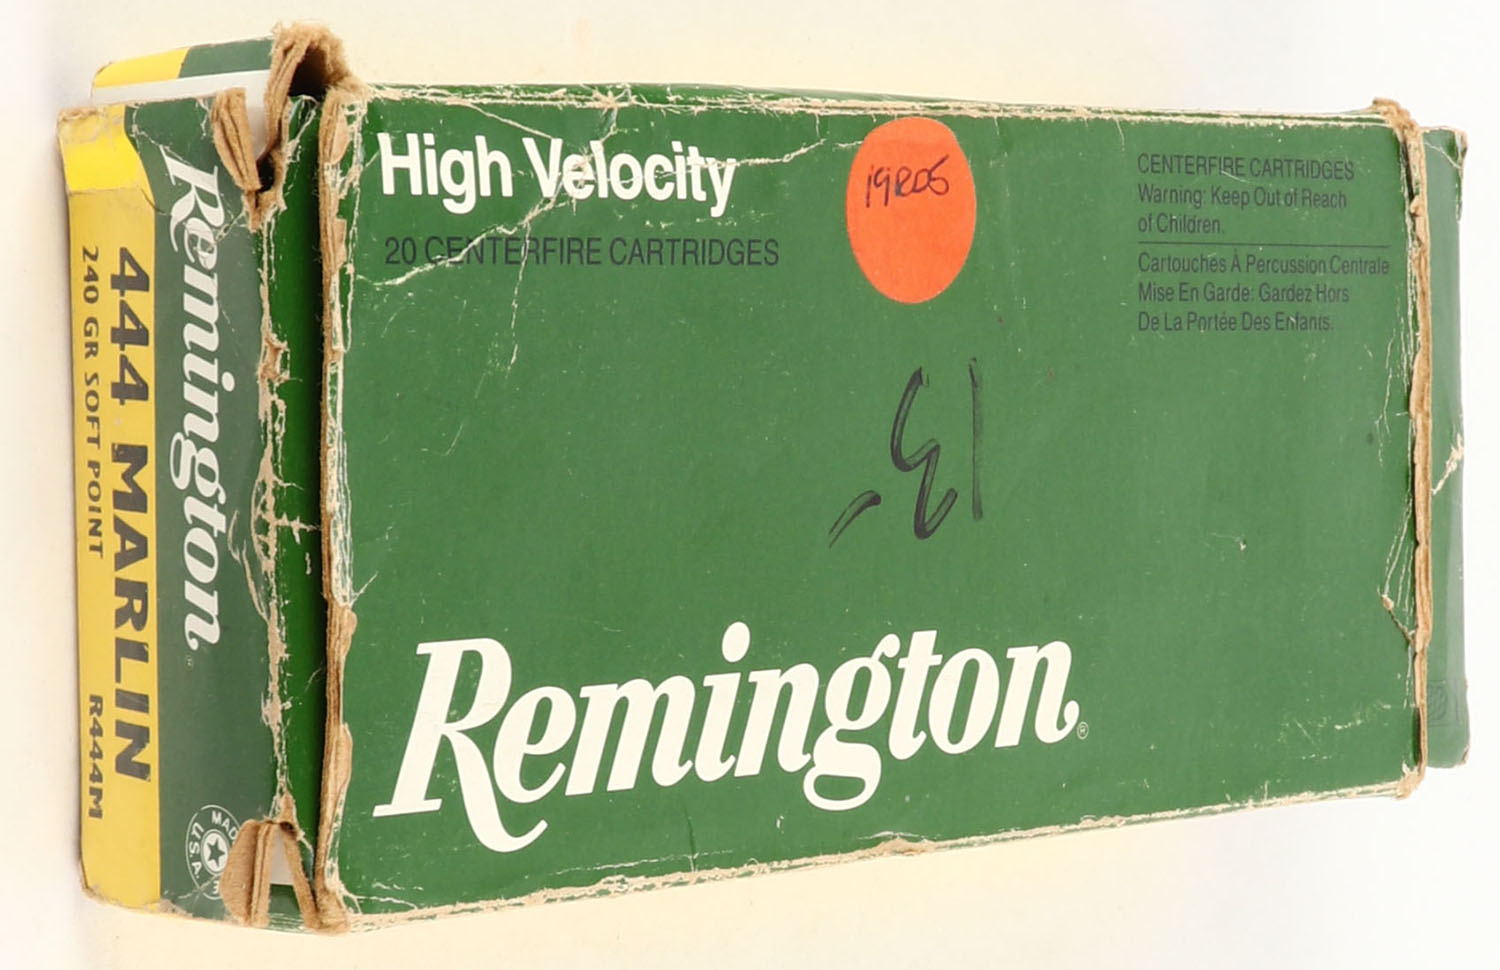 High Velocity
20 CENTERFIRE CARTRIDGES
19R05
CENTERFIRE CARTRIDGES
Warning: Keep Out of Reach
of Children.
Cartouches À Percussion Centrale
Mise En Garde: Gardez Hors
De La Portée Des Enfants.
13-
Remington®
Remington®
444 MARLIN
240 GR SOFT POINT R444M
MADE
U.S.A.